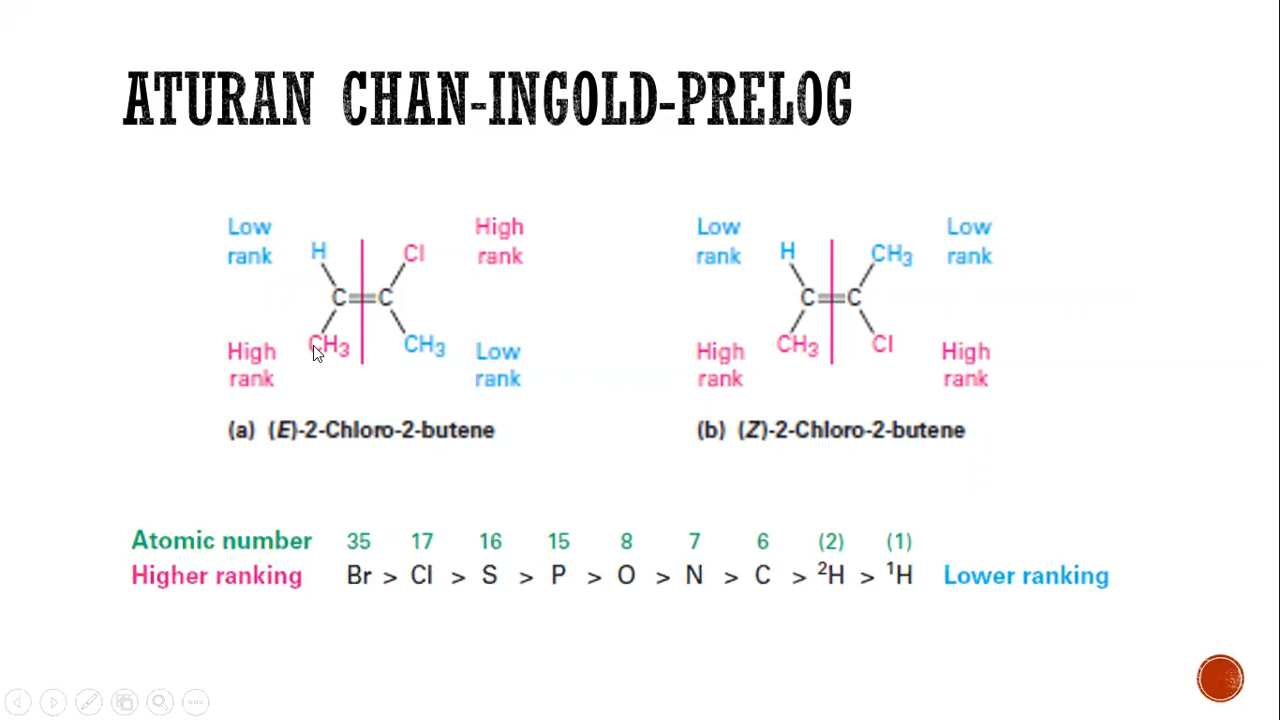 ATURAN CHAN-INGOLD-PRELOG
Low rank H Cl High rank
C=C
High rank CH₃ CH₃ Low rank
(a) (E)-2-Chloro-2-butene
Low rank H CH₃ Low rank
C=C
High rank CH₃ Cl High rank
(b) (Z)-2-Chloro-2-butene
Atomic number 35 17 16 15 8 7 6 (2) (1)
Higher ranking Br > Cl > S > P > O > N > C > ²H > ¹H Lower ranking